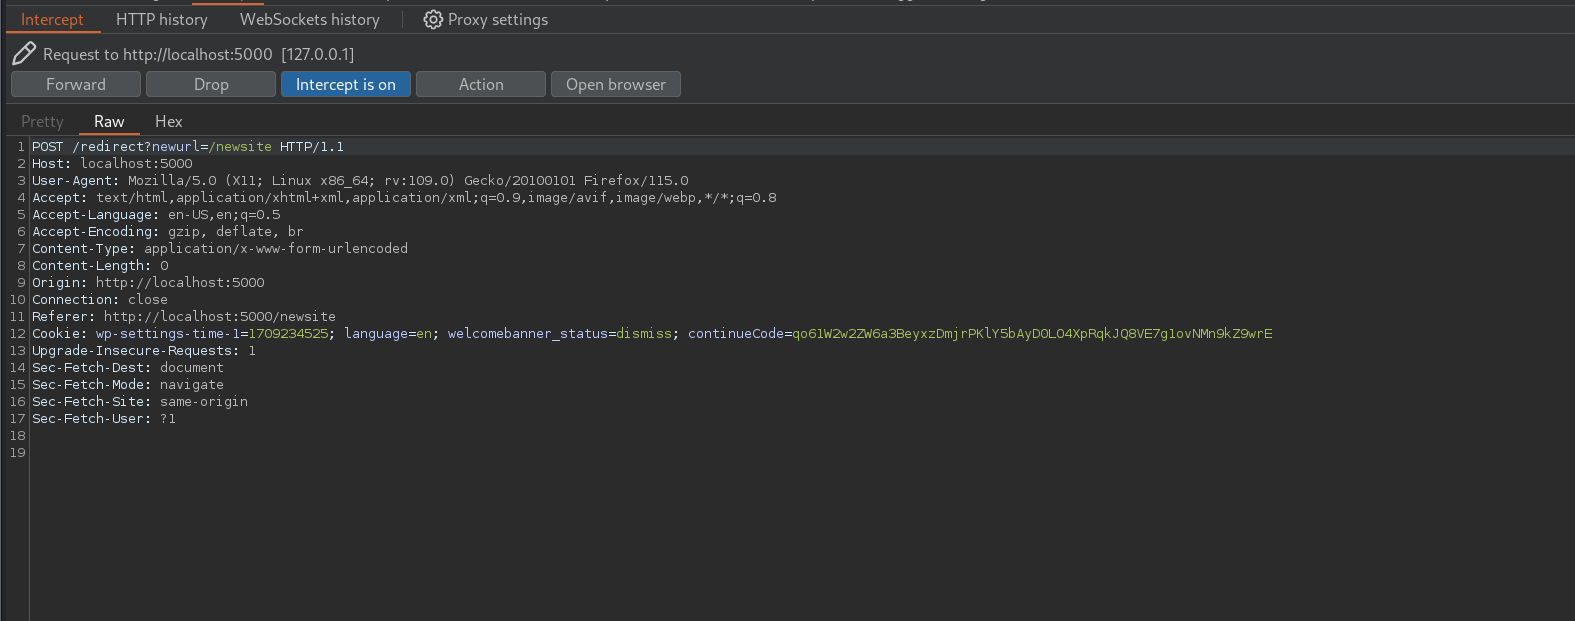 Intercept HTTP history WebSockets history Proxy settings
Request to http://localhost:5000 [127.0.0.1]
Forward Drop Intercept is on Action Open browser
Pretty Raw Hex
1 POST /redirect?newurl=/newsite HTTP/1.1
2 Host: localhost:5000
3 User-Agent: Mozilla/5.0 (X11; Linux x86_64; rv:109.0) Gecko/20100101 Firefox/115.0
4 Accept: text/html,application/xhtml+xml,application/xml;q=0.9,image/avif,image/webp,*/*;q=0.8
5 Accept-Language: en-US,en;q=0.5
6 Accept-Encoding: gzip, deflate, br
7 Content-Type: application/x-www-form-urlencoded
8 Content-Length: 0
9 Origin: http://localhost:5000
10 Connection: close
11 Referer: http://localhost:5000/newsite
12 Cookie: wp-settings-time-1=1709234525; language=en; welcomebanner_status=dismiss; continueCode=qo61W2w2ZW6a3BeyxzDmjrPKlY5bAyD0LO4XpRqkJQ8VE7g1ovNMn9kZ9wrE
13 Upgrade-Insecure-Requests: 1
14 Sec-Fetch-Dest: document
15 Sec-Fetch-Mode: navigate
16 Sec-Fetch-Site: same-origin
17 Sec-Fetch-User: ?1
18
19